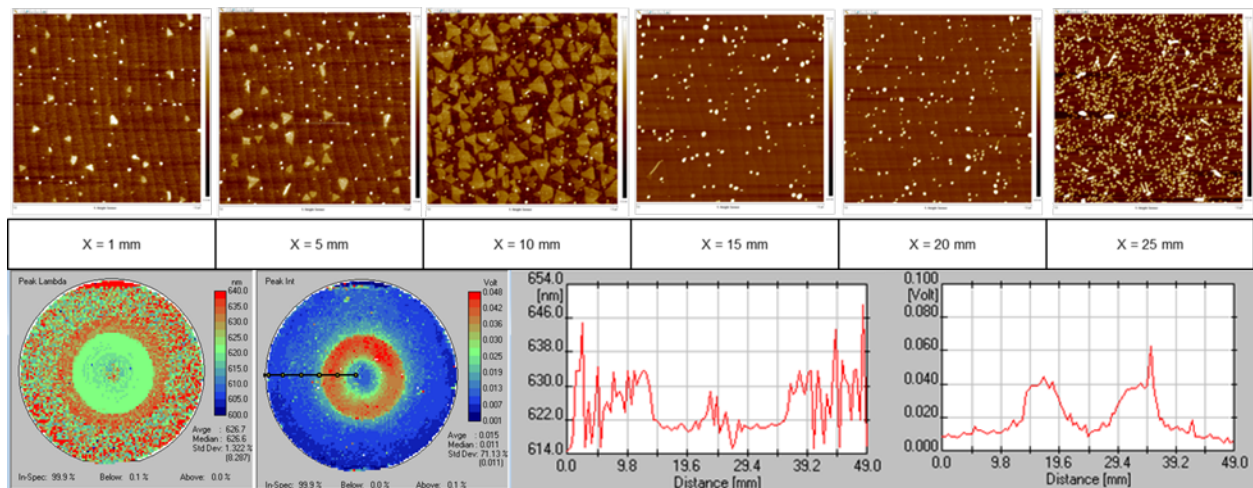 X = 1 mm
X = 5 mm
X = 10 mm
X = 15 mm
X = 20 mm
X = 25 mm
Peak Lambda
nm
640.0
635.0
630.0
625.0
620.0
615.0
610.0
605.0
600.0
Avge : 626.7
Median : 626.6
Std Dev: 1.322 %
(8.287)
In-Spec: 99.9 % Below: 0.1 % Above: 0.0 %
Peak Int
Volt
0.048
0.042
0.036
0.030
0.024
0.019
0.013
0.007
0.001
Avge : 0.015
Median : 0.011
Std Dev: 71.13 %
(0.011)
In-Spec: 99.9 % Below: 0.0 % Above: 0.1 %
654.0
[nm]
646.0
638.0
630.0
622.0
614.0
0.0 9.8 19.6 29.4 39.2 49.0
Distance [mm]
0.100
[Volt]
0.080
0.060
0.040
0.020
0.000
0.0 9.8 19.6 29.4 39.2 49.0
Distance [mm]